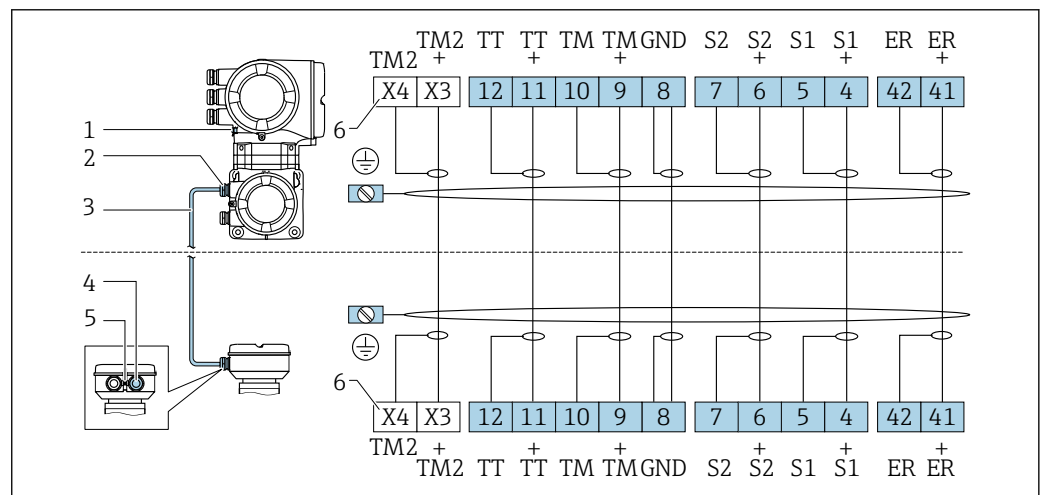 TM2 TT TT TM TM GND S2 S2 S1 S1 ER ER
TM2 + + + + + +
X4 X3 12 11 10 9 8 7 6 5 4 42 41
6
1
2
3
4
5
6
X4 X3 12 11 10 9 8 7 6 5 4 42 41
TM2 + + + + + +
TM2 TT TT TM TM GND S2 S2 S1 S1 ER ER